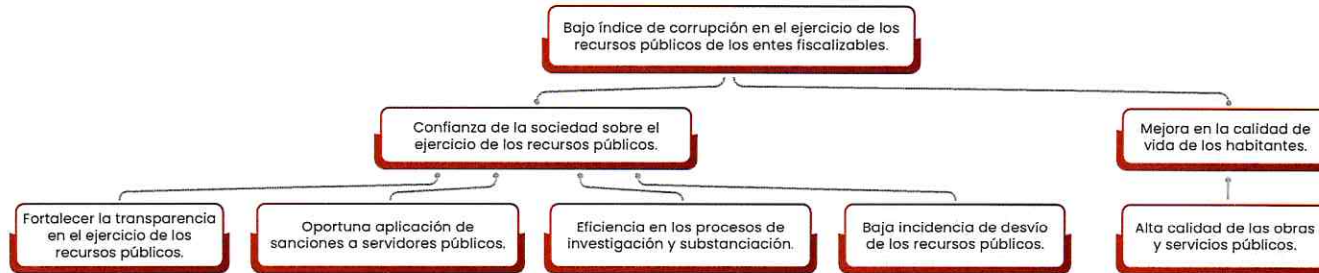 Bajo índice de corrupción en el ejercicio de los
recursos públicos de los entes fiscalizables.
Confianza de la sociedad sobre el
ejercicio de los recursos públicos.
Mejora en la calidad de
vida de los habitantes.
Fortalecer la transparencia
en el ejercicio de los
recursos públicos.
Oportuna aplicación de
sanciones a servidores públicos.
Eficiencia en los procesos de
investigación y substanciación.
Baja incidencia de desvío
de los recursos públicos.
Alta calidad de las obras
y servicios públicos.